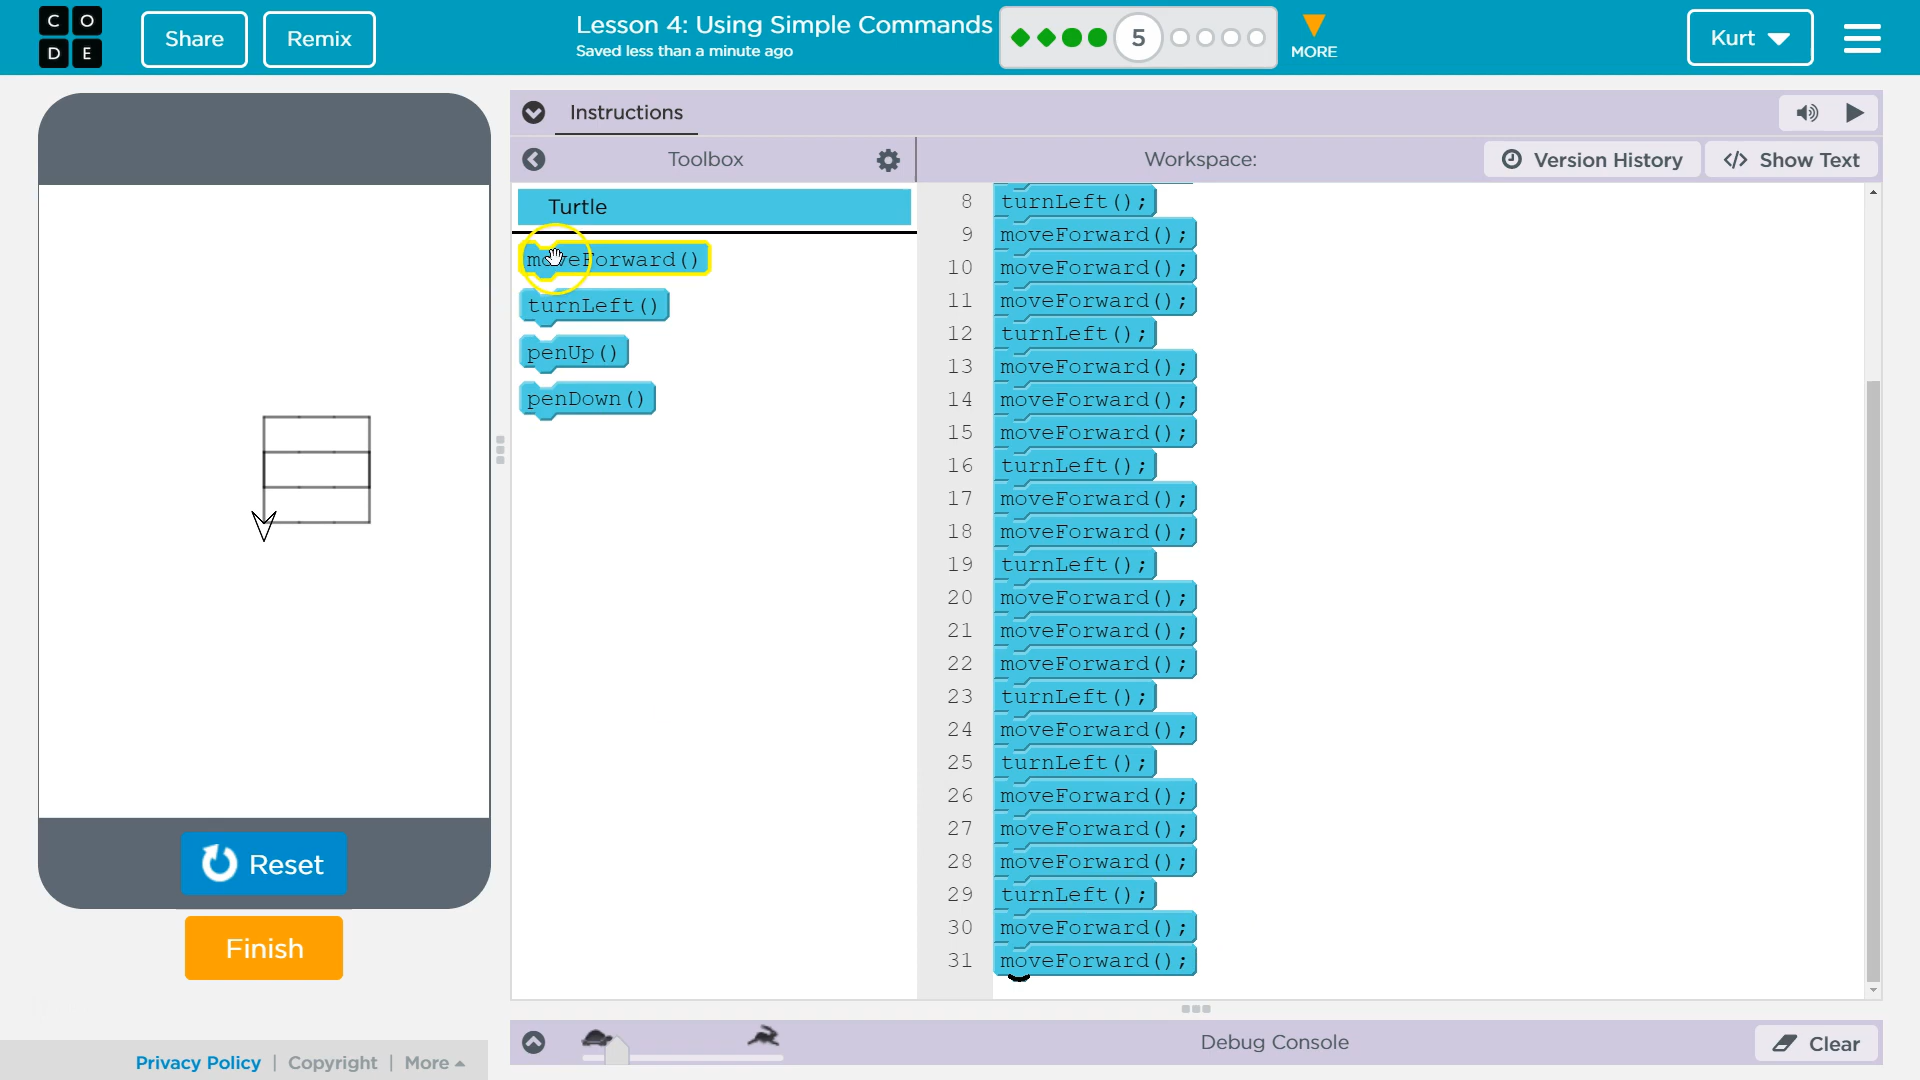 C O
D E
Share
Remix
Lesson 4: Using Simple Commands
Saved less than a minute ago
5
MORE
Kurt
Instructions
Toolbox
Workspace:
Version History
</> Show Text
Turtle
moveForward()
turnLeft()
penUp()
penDown()
8 turnLeft();
9 moveForward();
10 moveForward();
11 moveForward();
12 turnLeft();
13 moveForward();
14 moveForward();
15 moveForward();
16 turnLeft();
17 moveForward();
18 moveForward();
19 turnLeft();
20 moveForward();
21 moveForward();
22 moveForward();
23 turnLeft();
24 moveForward();
25 turnLeft();
26 moveForward();
27 moveForward();
28 moveForward();
29 turnLeft();
30 moveForward();
31 moveForward();
Reset
Finish
Privacy Policy | Copyright | More
Debug Console
Clear